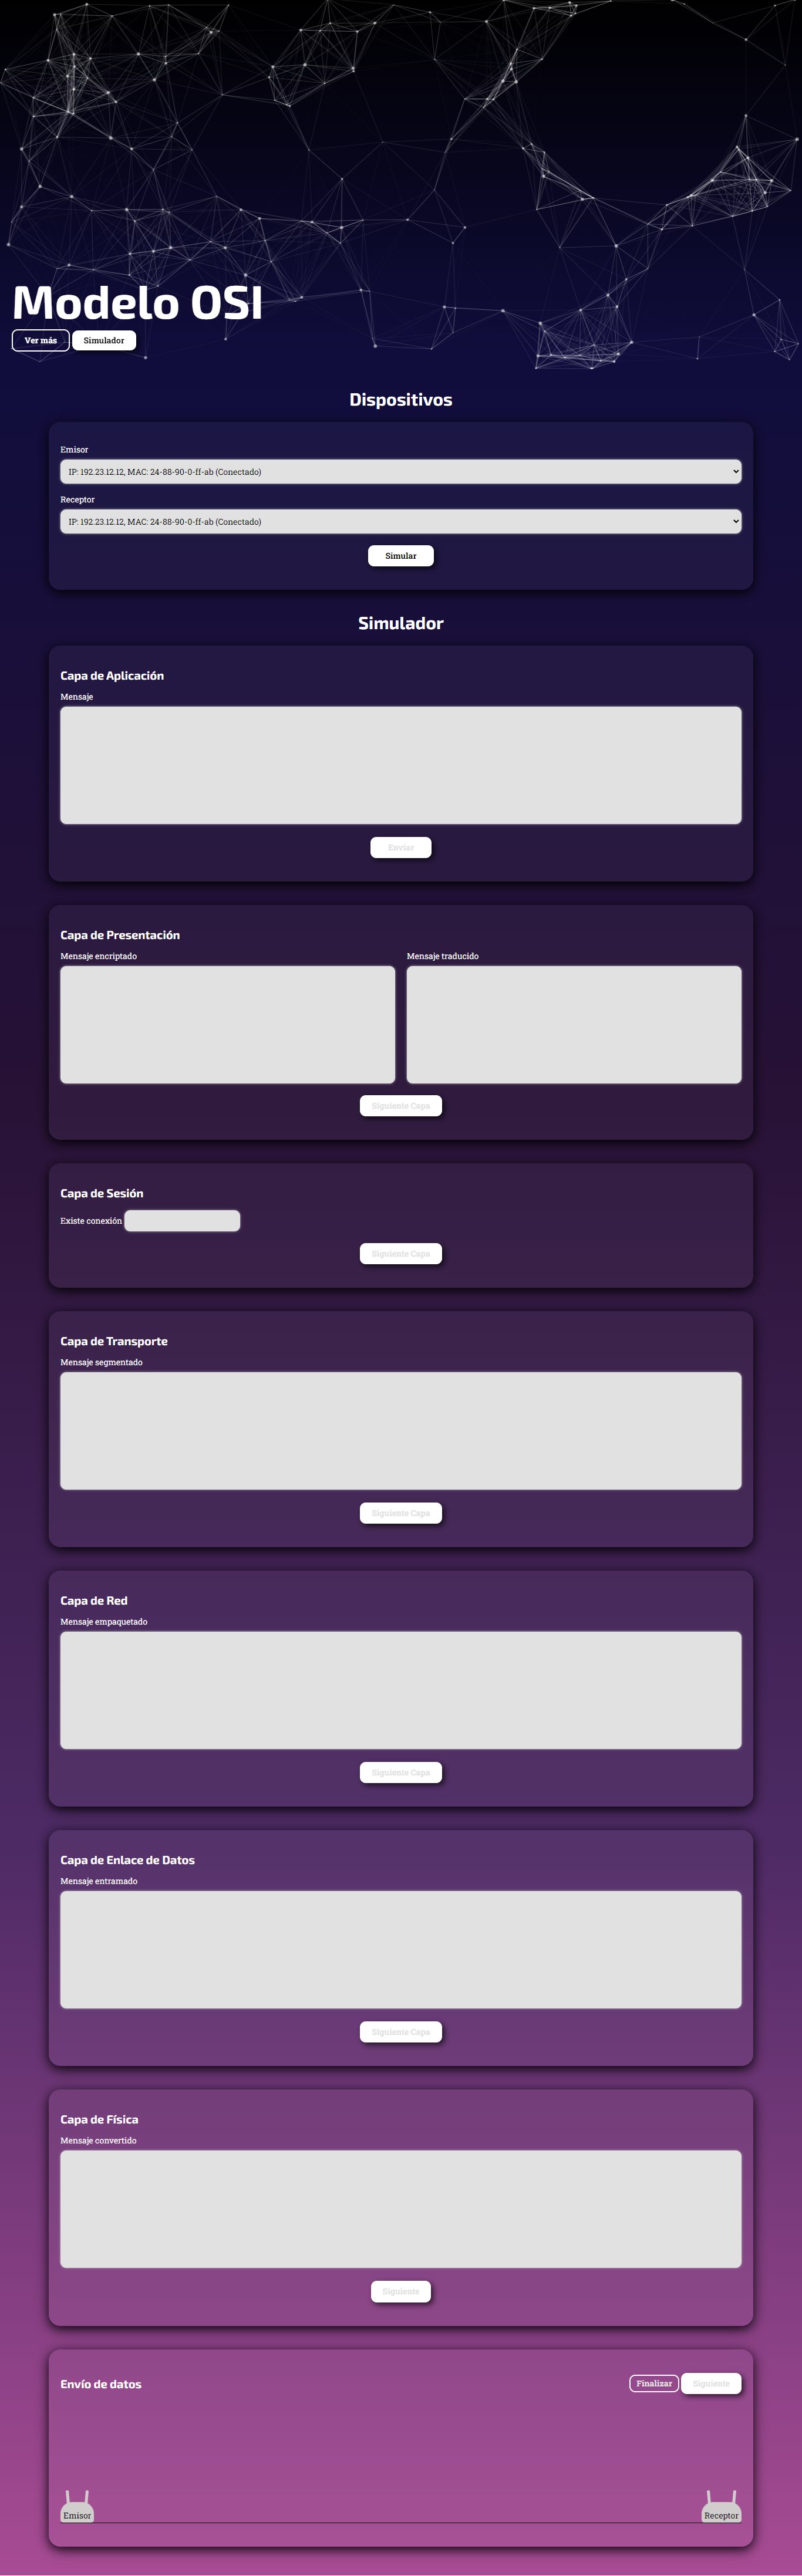 Modelo OSI
Ver más Simulador
Dispositivos
Emisor
IP: 192.23.12.12, MAC: 24-88-90-0-ff-ab (Conectado)
Receptor
IP: 192.23.12.12, MAC: 24-88-90-0-ff-ab (Conectado)
Simular
Simulador
Capa de Aplicación
Mensaje
Enviar
Capa de Presentación
Mensaje encriptado Mensaje traducido
Siguiente Capa
Capa de Sesión
Existe conexión
Siguiente Capa
Capa de Transporte
Mensaje segmentado
Siguiente Capa
Capa de Red
Mensaje empaquetado
Siguiente Capa
Capa de Enlace de Datos
Mensaje entramado
Siguiente Capa
Capa de Física
Mensaje convertido
Siguiente
Envío de datos Finalizar Siguiente
Emisor Receptor